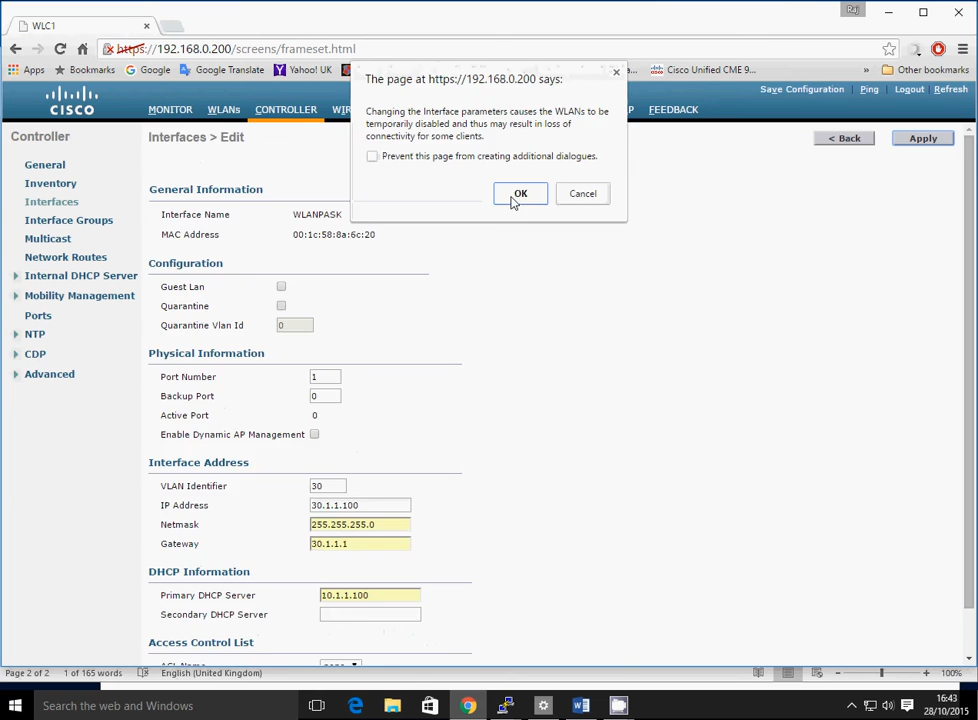 Raj
WLC1
https://192.168.0.200/screens/frameset.html
Apps Bookmarks Google Google Translate Yahoo! UK Cisco Unified CME 9... » Other bookmarks
The page at https://192.168.0.200 says:
Changing the Interface parameters causes the WLANs to be
temporarily disabled and thus may result in loss of
connectivity for some clients.
Prevent this page from creating additional dialogues.
OK Cancel
Save Configuration Ping Logout Refresh
CISCO
MONITOR WLANs CONTROLLER FEEDBACK
Controller
General
Interfaces
Interface Groups
Multicast
Network Routes
Internal DHCP Server
Mobility Management
Ports
NTP
CDP
Advanced
Inventory
Interfaces > Edit
< Back Apply
General Information
Interface Name WLANPASK
MAC Address 00:1c:58:8a:6c:20
Configuration
Guest Lan
Quarantine
Quarantine Vlan Id 0
Physical Information
Port Number 1
Backup Port 0
Active Port 0
Enable Dynamic AP Management
Interface Address
VLAN Identifier 30
IP Address 30.1.1.100
Netmask 255.255.255.0
Gateway 30.1.1.1
DHCP Information
Primary DHCP Server 10.1.1.100
Secondary DHCP Server
Access Control List
Page 2 of 2 1 of 165 words English (United Kingdom) 100%
Search the web and Windows
16:43
28/10/2015